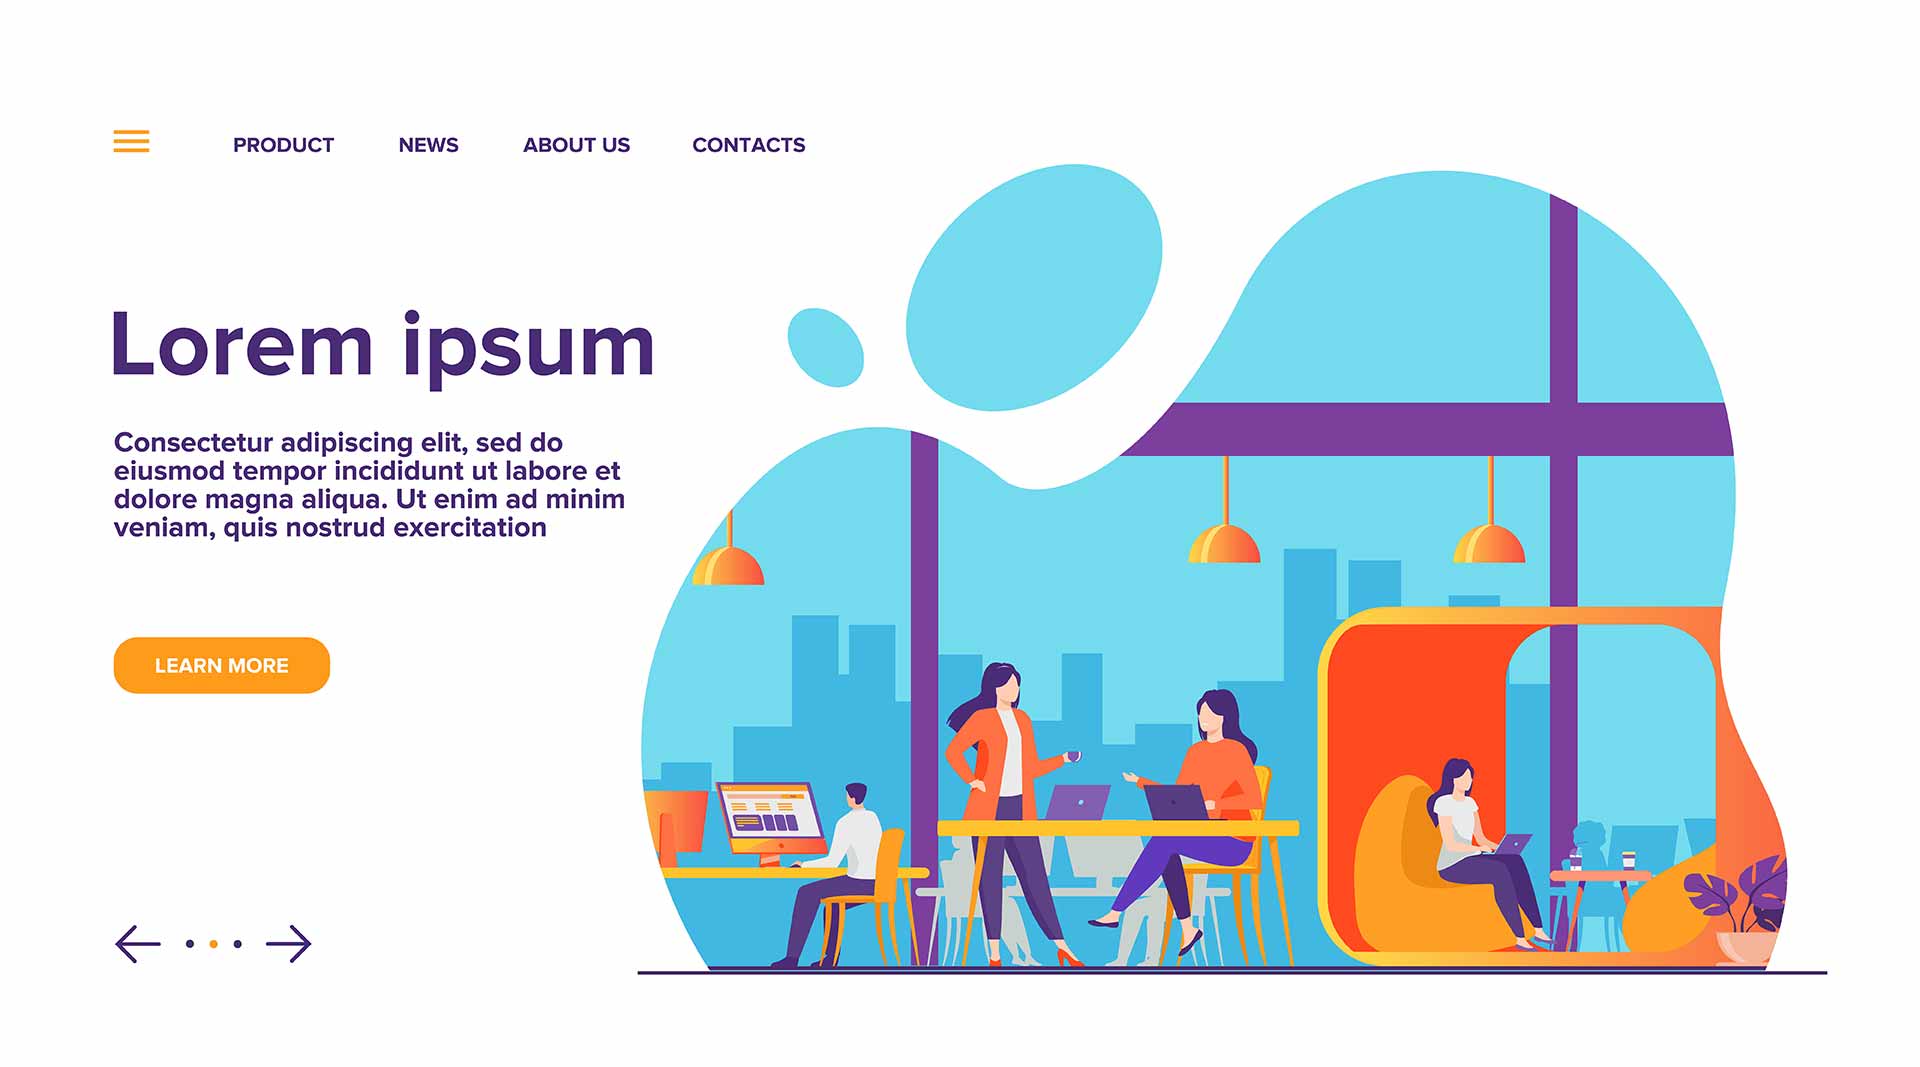 PRODUCT NEWS ABOUT US CONTACTS
Lorem ipsum
Consectetur adipiscing elit, sed do
eiusmod tempor incididunt ut labore et
dolore magna aliqua. Ut enim ad minim
veniam, quis nostrud exercitation
LEARN MORE